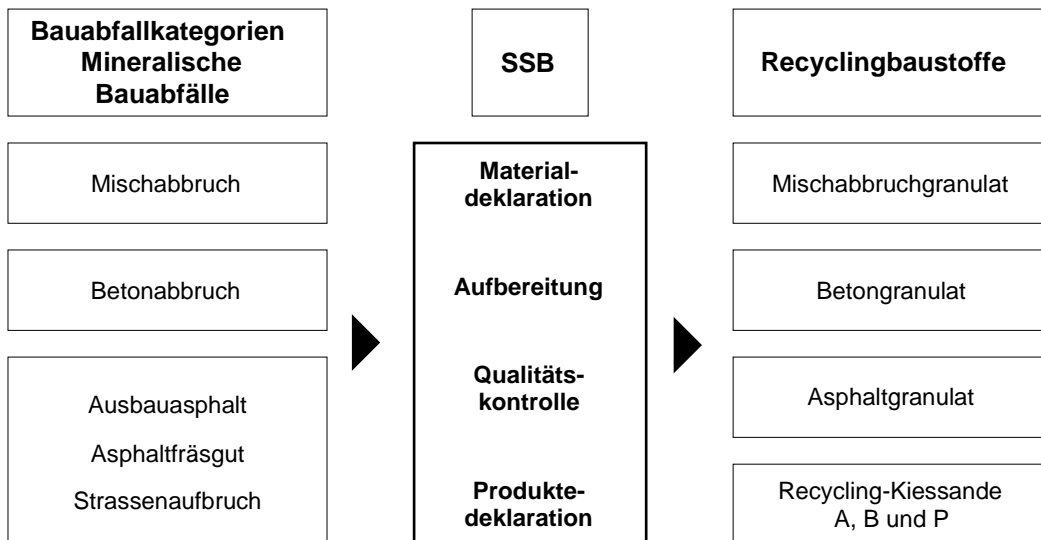 Bauabfallkategorien
Mineralische
Bauabfälle
SSB
Recyclingbaustoffe
Mischabbruch
Betonabbruch
Ausbauasphalt
Asphaltfräsgut
Strassenaufbruch
Material-
deklaration
Aufbereitung
Qualitäts-
kontrolle
Produkte-
deklaration
Mischabbruchgranulat
Betongranulat
Asphaltgranulat
Recycling-Kiessande
A, B und P